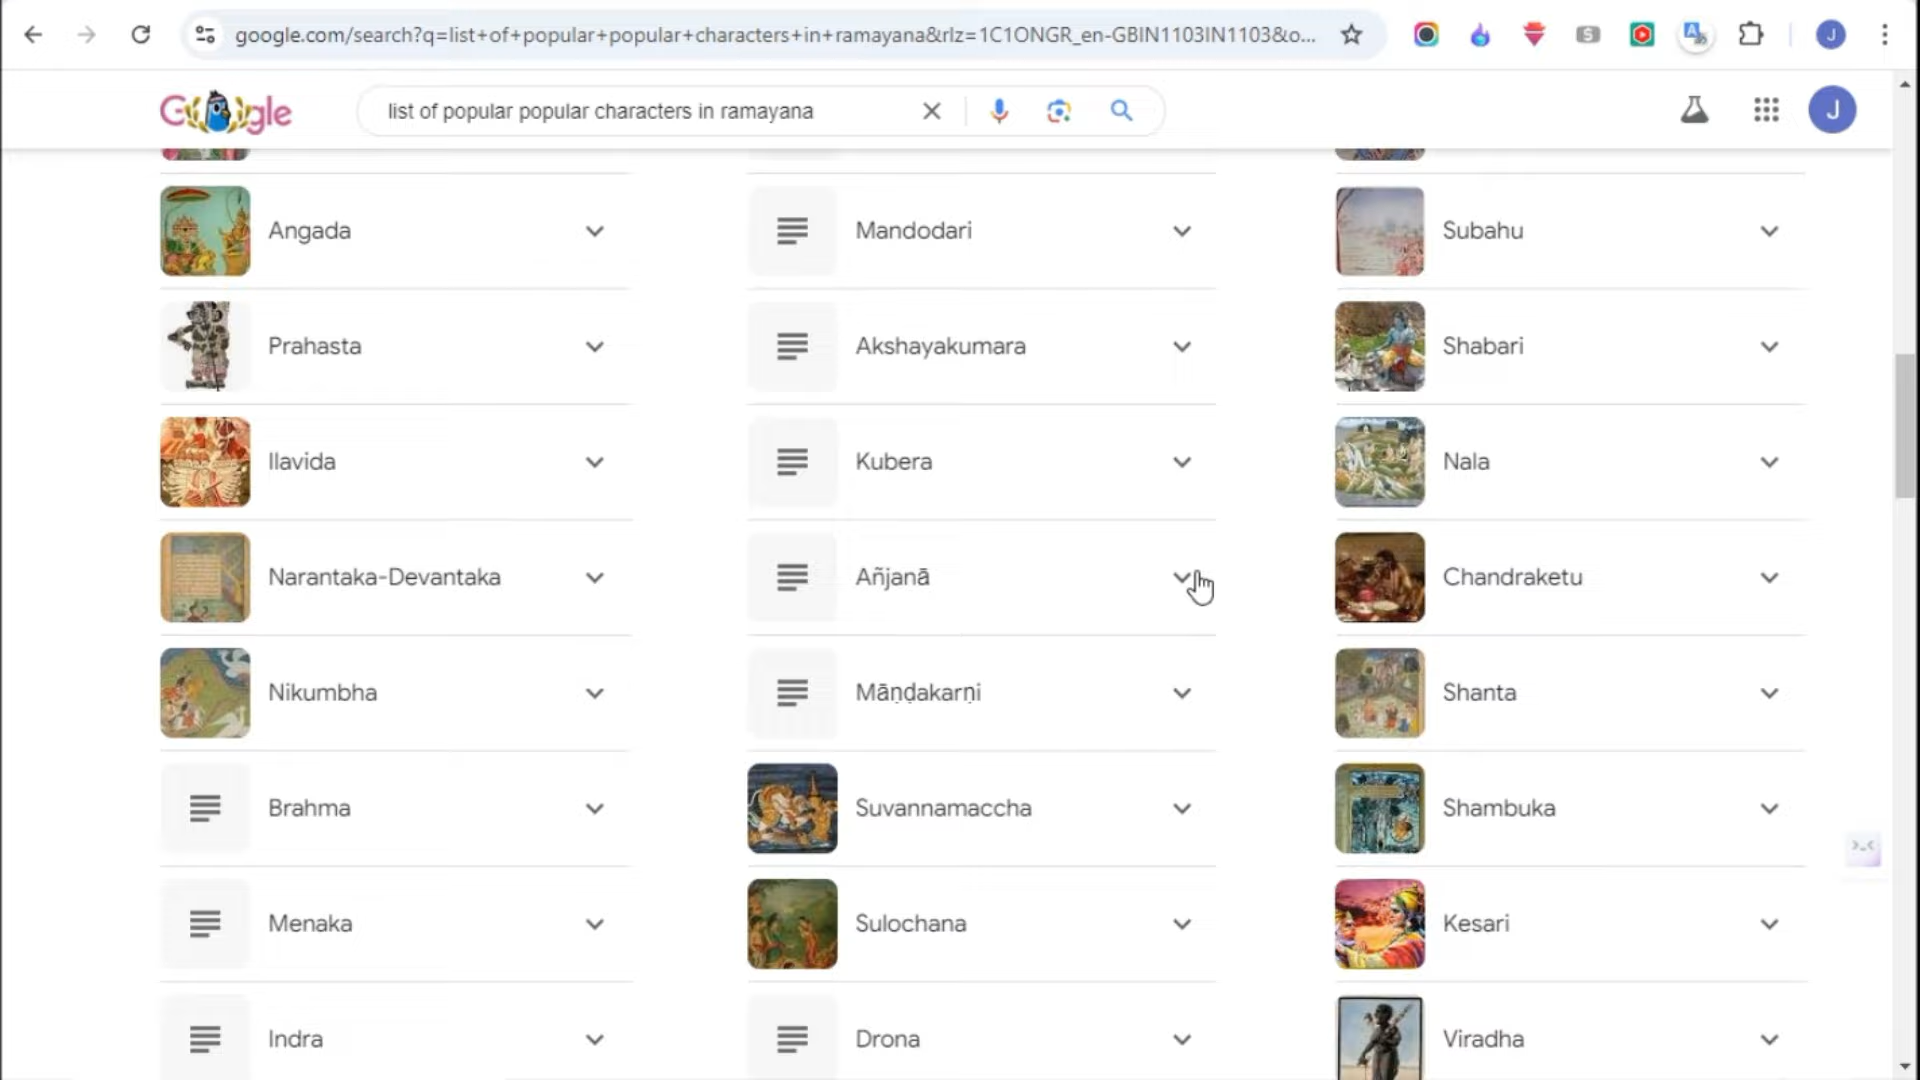 google.com/search?q=list+of+popular+popular+characters+in+ramayana&rlz=1C1ONGR_en-GBIN1103IN1103&o...
J
Google
list of popular popular characters in ramayana
J
Angada
Mandodari
Subahu
Prahasta
Akshayakumara
Shabari
Ilavida
Kubera
Nala
Narantaka-Devantaka
Añjanā
Chandraketu
Nikumbha
Māṇḍakarṇi
Shanta
Brahma
Suvannamaccha
Shambuka
Menaka
Sulochana
Kesari
Indra
Drona
Viradha